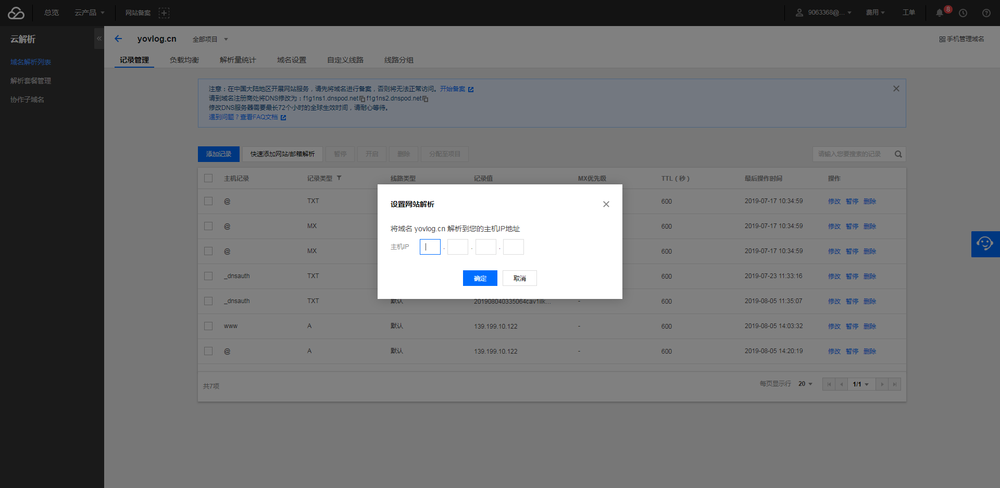 总览 云产品 网站备案 9063368@... 费用 工单 8
云解析
域名解析列表
解析套餐管理
协作子域名
yovlog.cn 全部项目 手机管理域名
记录管理 负载均衡 解析量统计 域名设置 自定义线路 线路分组
注意：在中国大陆地区开展网站服务，请先将域名进行备案，否则将无法正常访问。开始备案
请到域名注册商处将DNS修改为：f1g1ns1.dnspod.net f1g1ns2.dnspod.net
修改DNS服务器需要最长72个小时的全球生效时间，请耐心等待。
遇到问题？查看FAQ文档
添加记录 快速添加网站/邮箱解析 暂停 开启 删除 分配至项目 请输入您要搜索的记录
主机记录 记录类型 线路类型 记录值 MX优先级 TTL（秒） 最后操作时间 操作
@ TXT 600 2019-07-17 10:34:59 修改 暂停 删除
@ MX 600 2019-07-17 10:34:59 修改 暂停 删除
@ MX 600 2019-07-17 10:34:59 修改 暂停 删除
_dnsauth TXT 600 2019-07-23 11:33:16 修改 暂停 删除
_dnsauth TXT 默认 201908040335064cav1ilk... - 600 2019-08-05 11:35:07 修改 暂停 删除
www A 默认 139.199.10.122 - 600 2019-08-05 14:03:32 修改 暂停 删除
@ A 默认 139.199.10.122 - 600 2019-08-05 14:20:19 修改 暂停 删除
共7项 每页显示行 20 1/1
设置网站解析
将域名 yovlog.cn 解析到您的主机IP地址
主机IP . . .
确定 取消